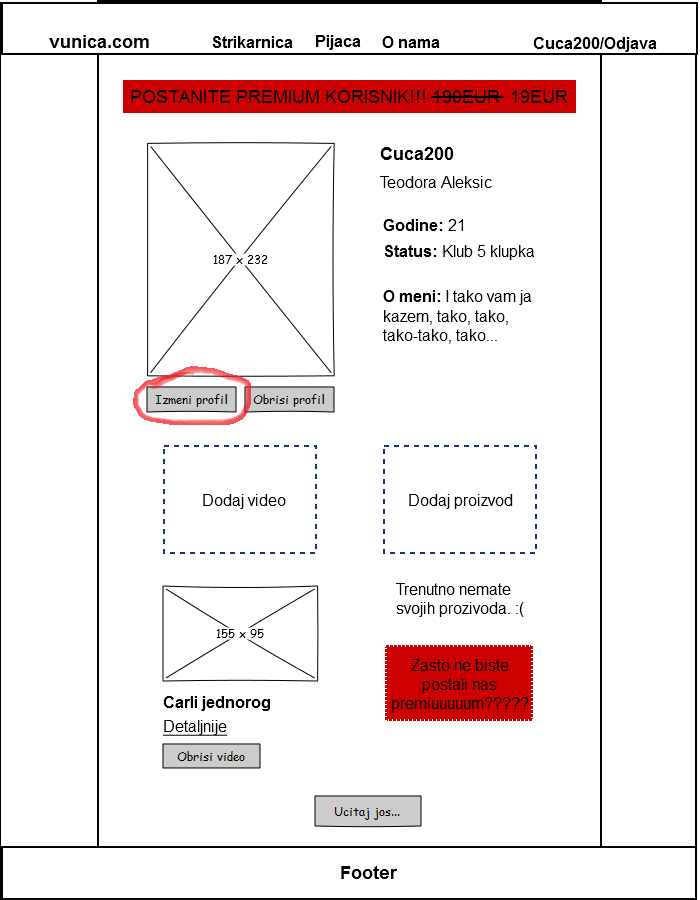 vunica.com Strikarnica Pijaca O nama Cuca200/Odjava
POSTANITE PREMIUM KORISNIK!!! 190EUR 19EUR
187 x 232
Cuca200
Teodora Aleksic
Godine: 21
Status: Klub 5 klupka
O meni: I tako vam ja
kazem, tako, tako,
tako-tako, tako...
Izmeni profil Obrisi profil
Dodaj video Dodaj proizvod
155 x 95
Carli jednorog
Detaljnije
Obrisi video
Trenutno nemate
svojih prozivoda. :(
Zasto ne biste
postali nas
premiuuuuum?????
Ucitaj jos...
Footer